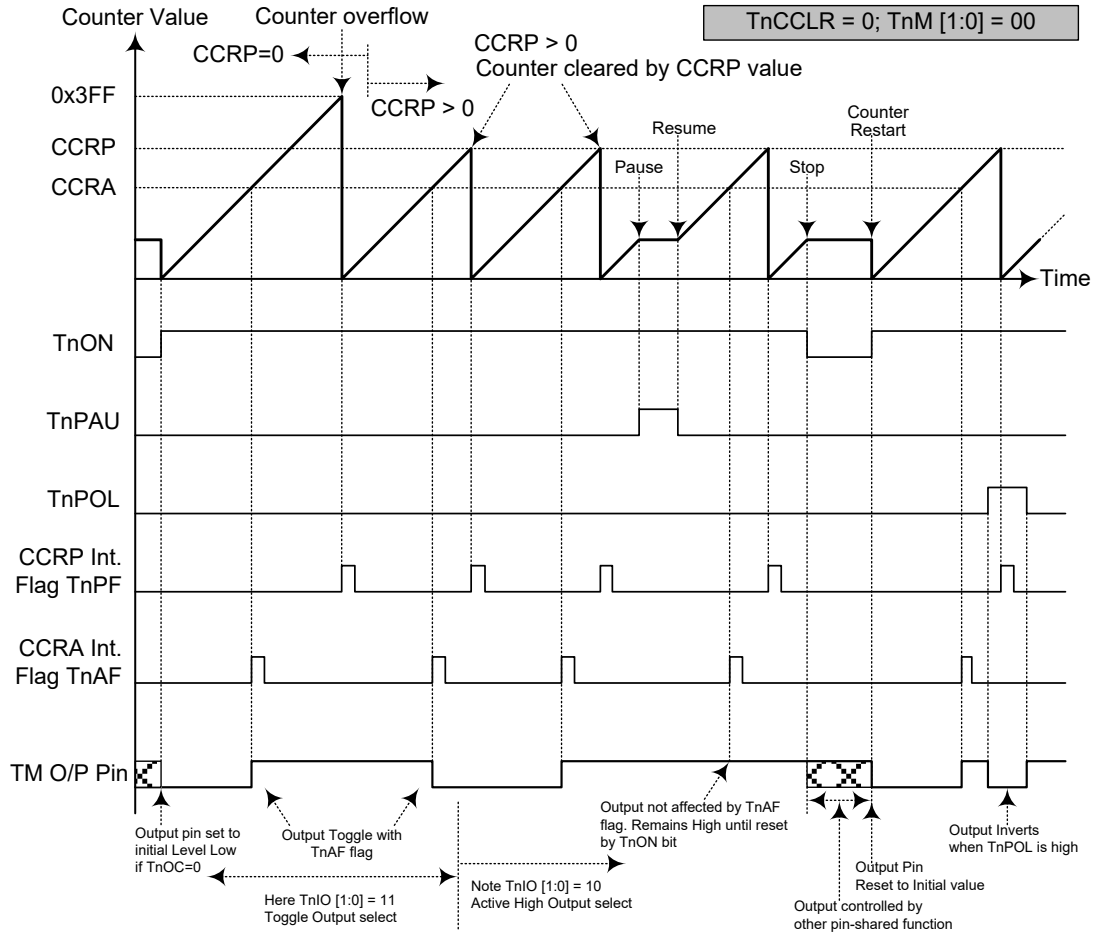 Counter Value
Counter overflow
TnCCLR = 0; TnM [1:0] = 00
CCRP=0
CCRP > 0
CCRP > 0
Counter cleared by CCRP value
0x3FF
CCRP
CCRA
Pause
Resume
Stop
Counter
Restart
Time
TnON
TnPAU
TnPOL
CCRP Int.
Flag TnPF
CCRA Int.
Flag TnAF
TM O/P Pin
Output pin set to
initial Level Low
if TnOC=0
Output Toggle with
TnAF flag
Output not affected by TnAF
flag. Remains High until reset
by TnON bit
Output Inverts
when TnPOL is high
Here TnIO [1:0] = 11
Toggle Output select
Note TnIO [1:0] = 10
Active High Output select
Output Pin
Reset to Initial value
Output controlled by
other pin-shared function